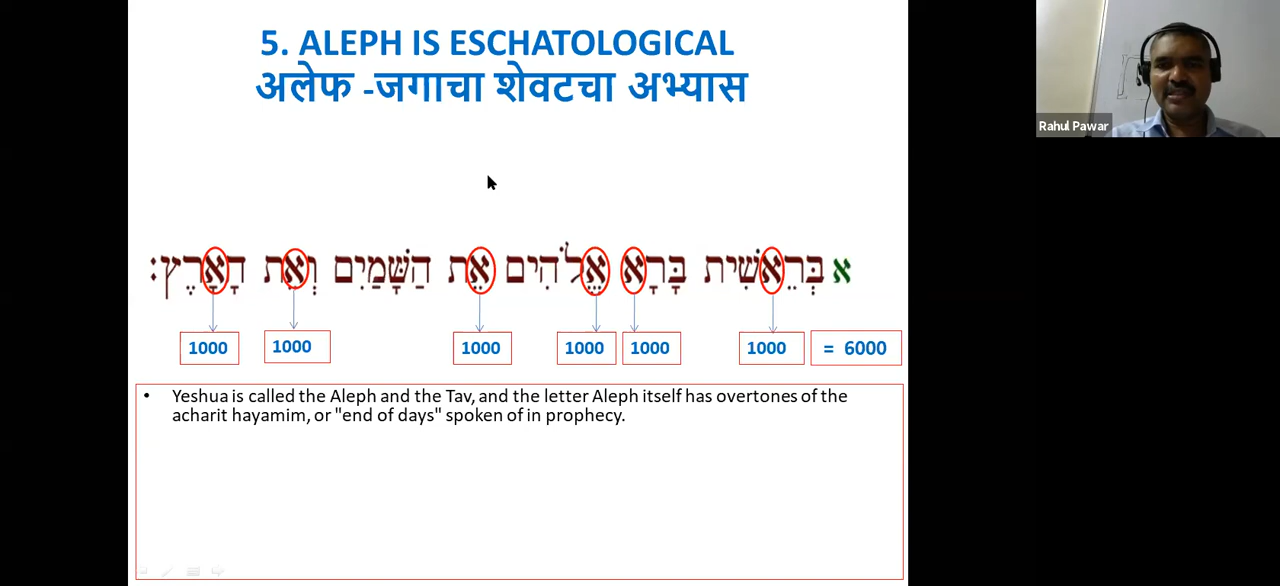 5. ALEPH IS ESCHATOLOGICAL
अलेफ -जगाचा शेवटचा अभ्यास
א בְּרֵאשִׁית בָּרָא אֱלֹהִים אֵת הַשָּׁמַיִם וְאֵת הָאָרֶץ׃
1000 1000 1000 1000 1000 1000 = 6000
• Yeshua is called the Aleph and the Tav, and the letter Aleph itself has overtones of the
acharit hayamim, or "end of days" spoken of in prophecy.
Rahul Pawar